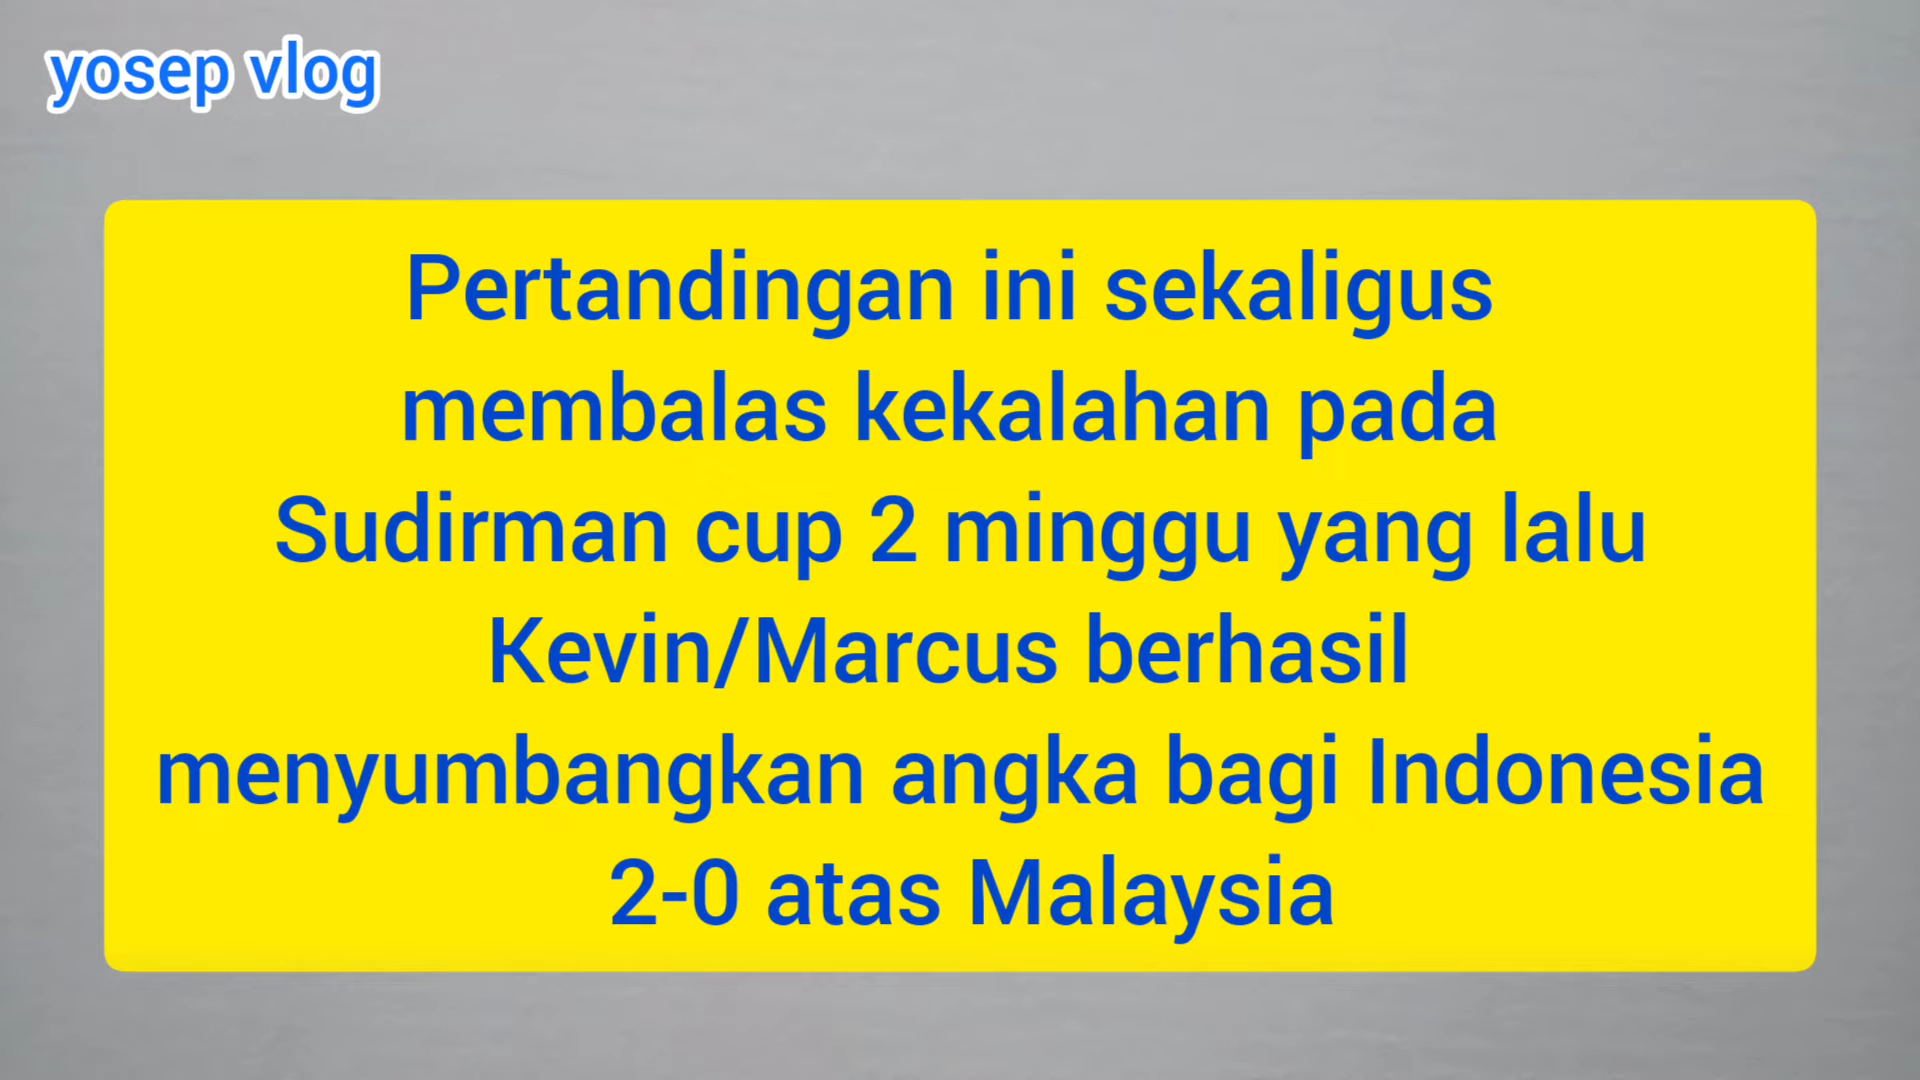 yosep vlog
Pertandingan ini sekaligus
membalas kekalahan pada
Sudirman cup 2 minggu yang lalu
Kevin/Marcus berhasil
menyumbangkan angka bagi Indonesia
2-0 atas Malaysia